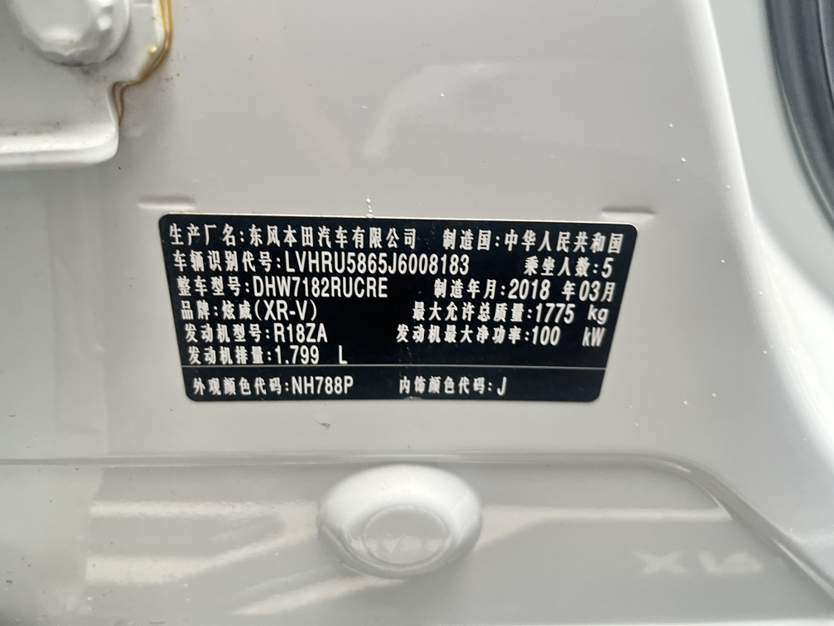 生产厂名:东风本田汽车有限公司 制造国:中华人民共和国
车辆识别代号:LVHRU5865J6008183 乘坐人数:5
整车型号:DHW7182RUCRE 制造年月:2018 年 03月
品牌:炫威(XR-V) 最大允许总质量:1775 kg
发动机型号:R18ZA 发动机最大净功率:100 kW
发动机排量:1.799 L
外观颜色代码:NH788P 内饰颜色代码:J